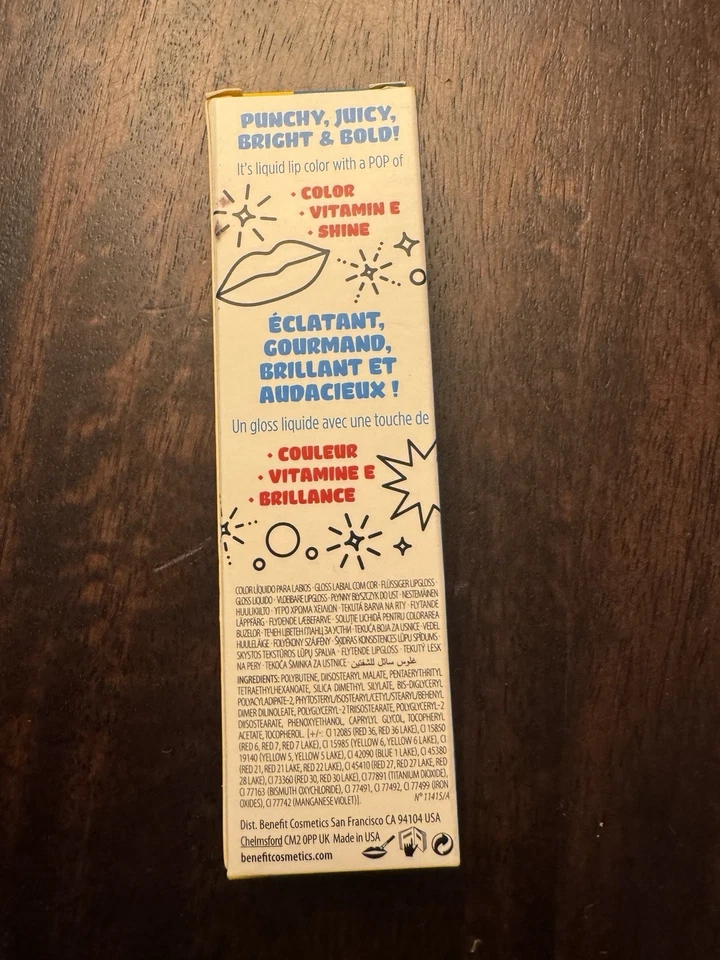 PUNCHY, JUICY,
BRIGHT & BOLD!
It's liquid lip color with a POP of
• COLOR
• VITAMIN E
• SHINE
ÉCLATANT,
GOURMAND,
BRILLANT ET
AUDACIEUX !
Un gloss liquide avec une touche de
• COULEUR
• VITAMINE E
• BRILLANCE
COLOR LÍQUIDO PARA LABIOS · GLOSS LABIAL COM COR · FLÜSSIGER LIPGLOSS ·
GLOSS LIQUIDO · VLOEIBARE LIPGLOSS · PŁYNNY BŁYSZCZYK DO UST · NESTEMÄINEN
HUULIKIILTO · ΥΓΡΟ ΧΡΩΜΑ ΧΕΙΛΙΩΝ · TEKUTÁ BARVA NA RTY · FLYTANDE
LÄPPFÄRG · FLYDENDE LÆBEFARVE · SOLUȚIE LICHIDĂ PENTRU COLORAREA
BUZELOR · ТЕЧЕН ЦВЕТЕН ГЛАНЦ ЗА УСТНИ · TEKUĆA BOJA ZA USNICE · VEDEL
HUULELÄIGE · FOLYÉKONY SZÁJFÉNY · ŠĶIDRAS KONSISTENCES LŪPU SPĪDUMS ·
SKYSTOS TEKSTŪROS LŪPŲ SPALVA · FLYTENDE LIPGLOSS · TEKUTÝ LESK
NA PERY · TEKOČA ŠMINKA ZA USTNICE · غلوس سائل للشفتين
INGREDIENTS: POLYBUTENE, DIISOSTEARYL MALATE, PENTAERYTHRITYL
TETRAETHYLHEXANOATE, SILICA DIMETHYL SILYLATE, BIS-DIGLYCERYL
POLYACYLADIPATE-2, PHYTOSTERYL/ISOSTEARYL/CETYL/STEARYL/BEHENYL
DIMER DILINOLEATE, POLYGLYCERYL-2 TRIISOSTEARATE, POLYGLYCERYL-2
DIISOSTEARATE, PHENOXYETHANOL, CAPRYLYL GLYCOL, TOCOPHERYL
ACETATE, TOCOPHEROL. [+/-: CI 12085 (RED 36, RED 36 LAKE), CI 15850
(RED 6, RED 7, RED 7 LAKE), CI 15985 (YELLOW 6, YELLOW 6 LAKE), CI
19140 (YELLOW 5, YELLOW 5 LAKE), CI 42090 (BLUE 1 LAKE), CI 45380
(RED 21, RED 21 LAKE, RED 22 LAKE), CI 45410 (RED 27, RED 27 LAKE, RED
28 LAKE), CI 73360 (RED 30, RED 30 LAKE), CI 77891 (TITANIUM DIOXIDE),
CI 77163 (BISMUTH OXYCHLORIDE), CI 77491, CI 77492, CI 77499 (IRON
OXIDES), CI 77742 (MANGANESE VIOLET)]. N° 11415/A
Dist. Benefit Cosmetics San Francisco CA 94104 USA
Chelmsford CM2 0PP UK Made in USA
benefitcosmetics.com